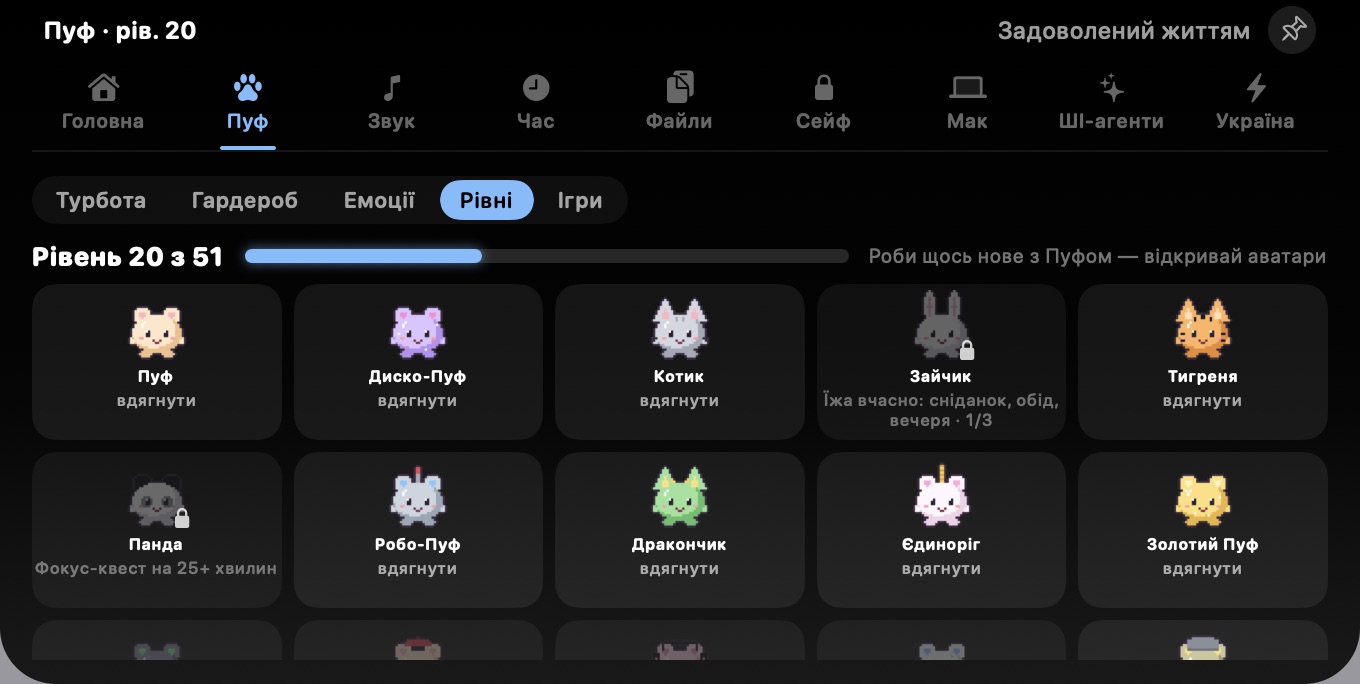 Пуф · рів. 20
Задоволений життям
Головна
Пуф
Звук
Час
Файли
Сейф
Мак
ШІ-агенти
Україна
Турбота
Гардероб
Емоції
Рівні
Ігри
Рівень 20 з 51
Роби щось нове з Пуфом — відкривай аватари
Пуф
вдягнути
Диско-Пуф
вдягнути
Котик
вдягнути
Зайчик
Їжа вчасно: сніданок, обід,
вечеря · 1/3
Тигреня
вдягнути
Панда
Фокус-квест на 25+ хвилин
Робо-Пуф
вдягнути
Дракончик
вдягнути
Єдиноріг
вдягнути
Золотий Пуф
вдягнути